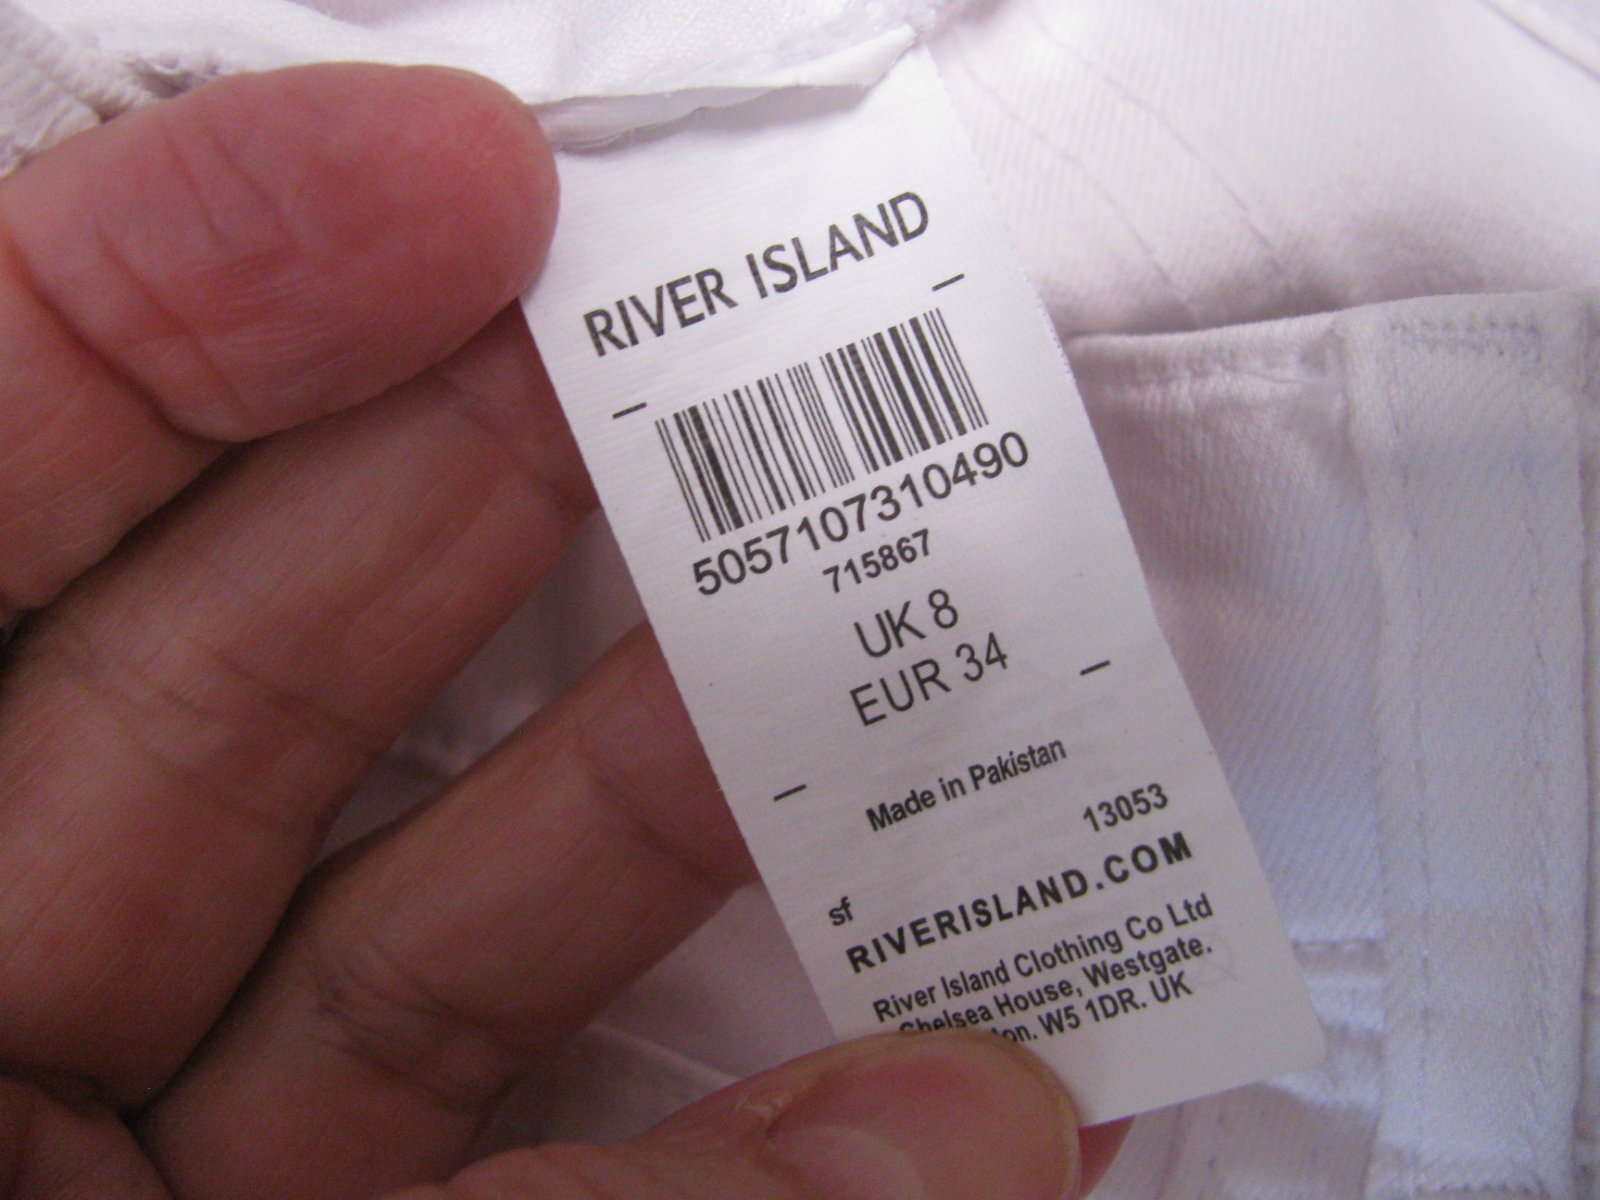 RIVER ISLAND
5057107310490
715867
UK 8
EUR 34
Made in Pakistan
13053
sf
RIVERISLAND.COM
River Island Clothing Co Ltd
Chelsea House, Westgate.
W5 1DR. UK